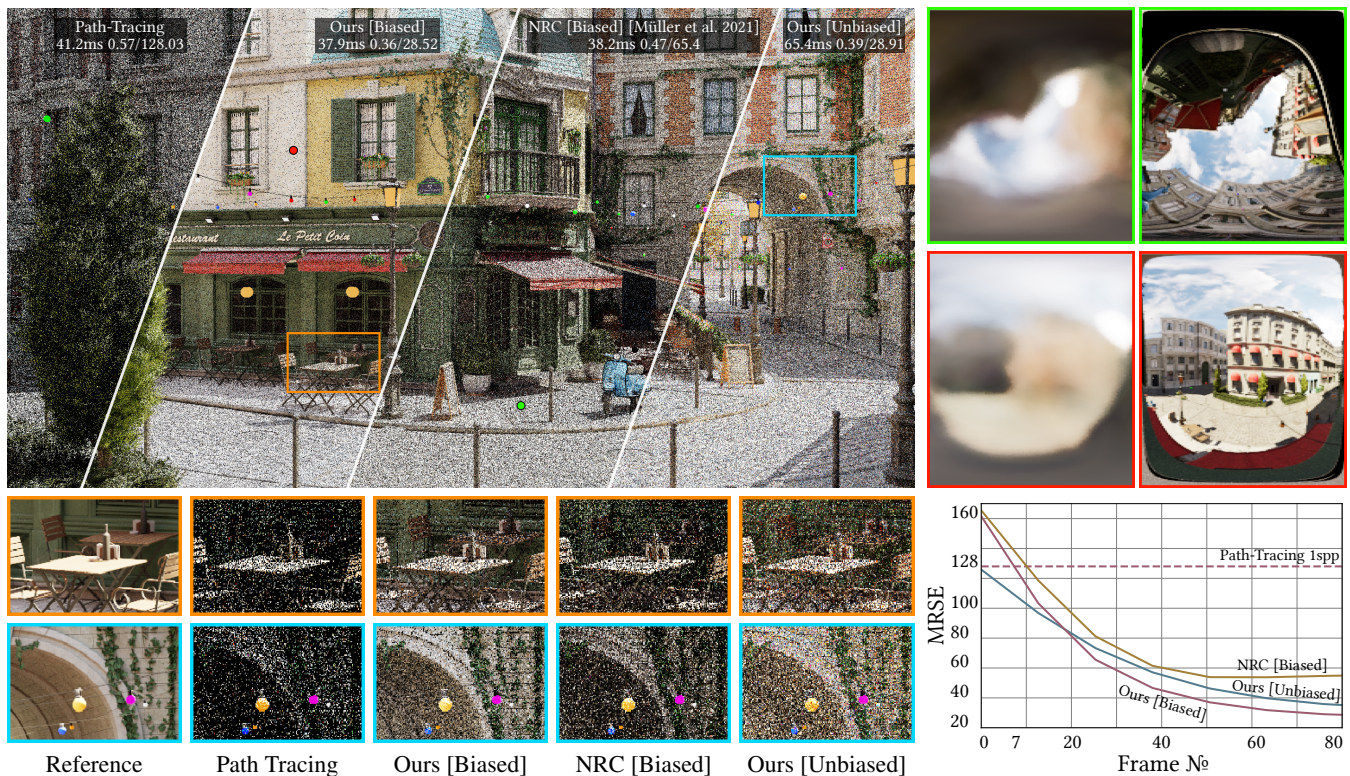 Path-Tracing
41.2ms 0.57/128.03
Ours [Biased]
37.9ms 0.36/28.52
NRC [Biased] [Müller et al. 2021]
38.2ms 0.47/65.4
Ours [Unbiased]
65.4ms 0.39/28.91
Restaurant
Le Petit Coin
Reference
Path Tracing
Ours [Biased]
NRC [Biased]
Ours [Unbiased]
MRSE
160
128
100
80
60
40
20
Path-Tracing 1spp
NRC [Biased]
Ours [Unbiased]
Ours [Biased]
0 7 20 40 60 80
Frame №